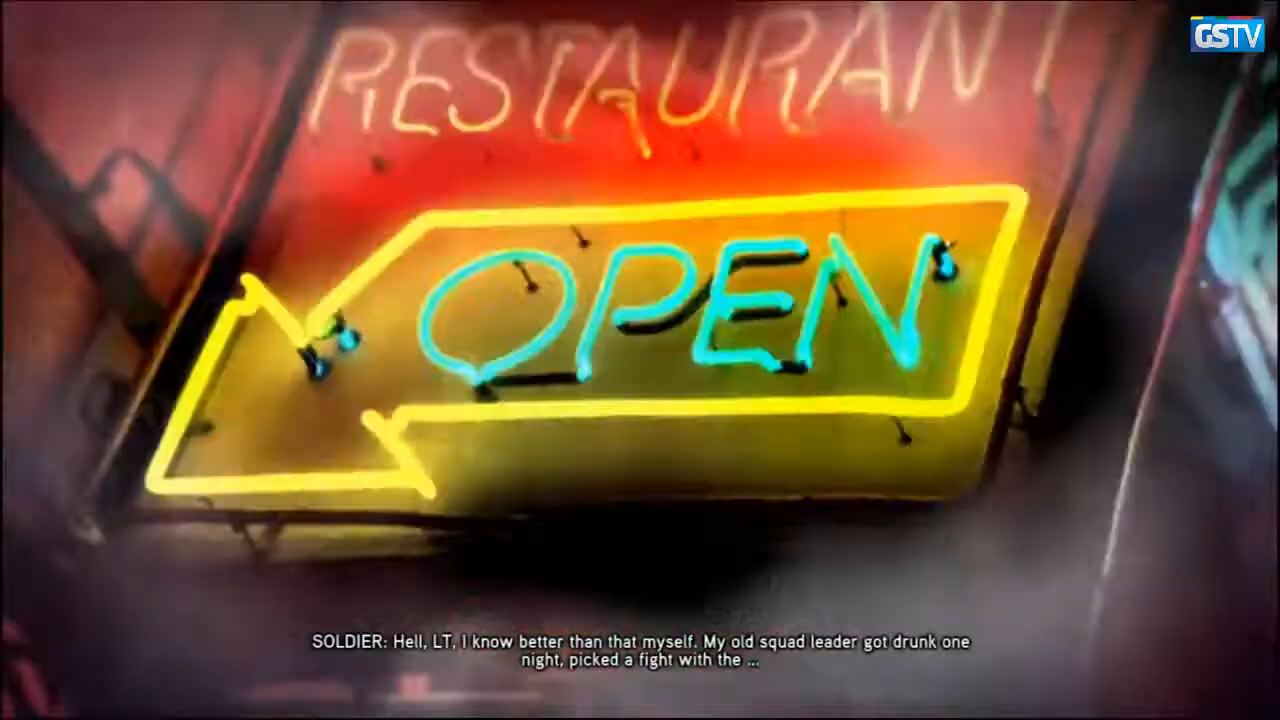 GSTV
RESTAURANT
OPEN
SOLDIER: Hell, LT, I know better than that myself. My old squad leader got drunk one
night, picked a fight with the ...